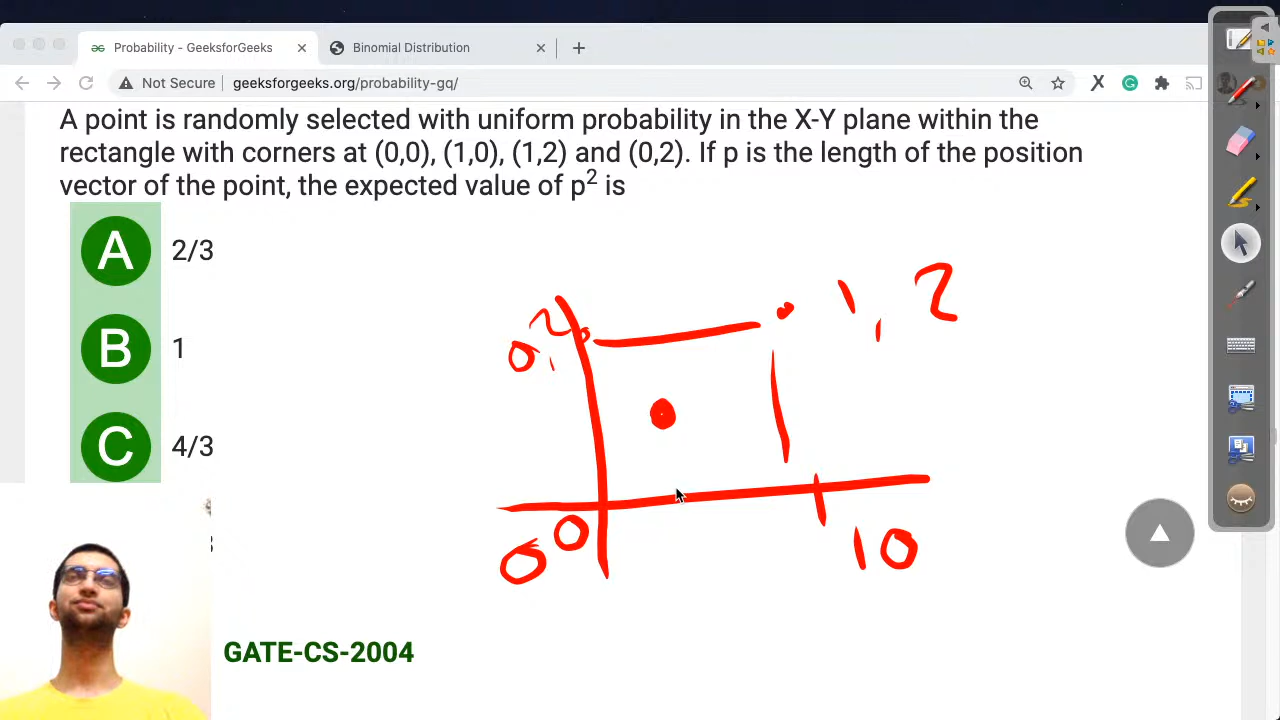 Probability - GeeksforGeeks
Binomial Distribution
Not Secure geeksforgeeks.org/probability-gq/
A point is randomly selected with uniform probability in the X-Y plane within the
rectangle with corners at (0,0), (1,0), (1,2) and (0,2). If p is the length of the position
vector of the point, the expected value of p² is
A 2/3
B 1
C 4/3
0,2
1, 2
0 0
1 0
GATE-CS-2004